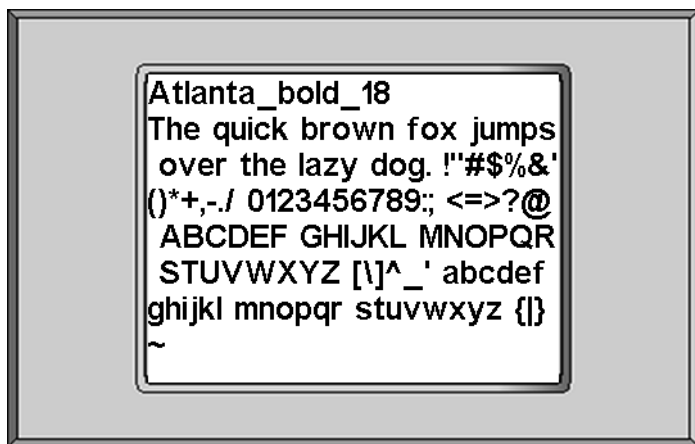 Atlanta_bold_18
The quick brown fox jumps
over the lazy dog. !"#$%&'
()*+,-./ 0123456789:; <=>?@
ABCDEF GHIJKL MNOPQR
STUVWXYZ [\]^_' abcdef
ghijkl mnopqr stuvwxyz {|}
~